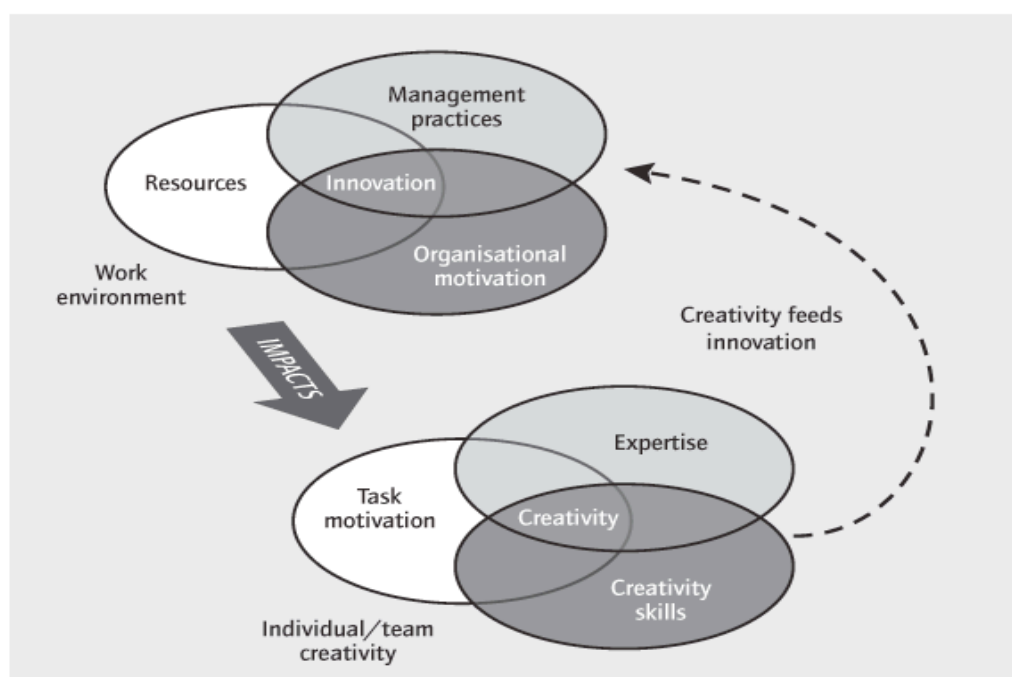 Management
practices
Resources
Innovation
Organisational
motivation
Work
environment
IMPACTS
Creativity feeds
innovation
Expertise
Task
motivation
Creativity
Creativity
skills
Individual/team
creativity